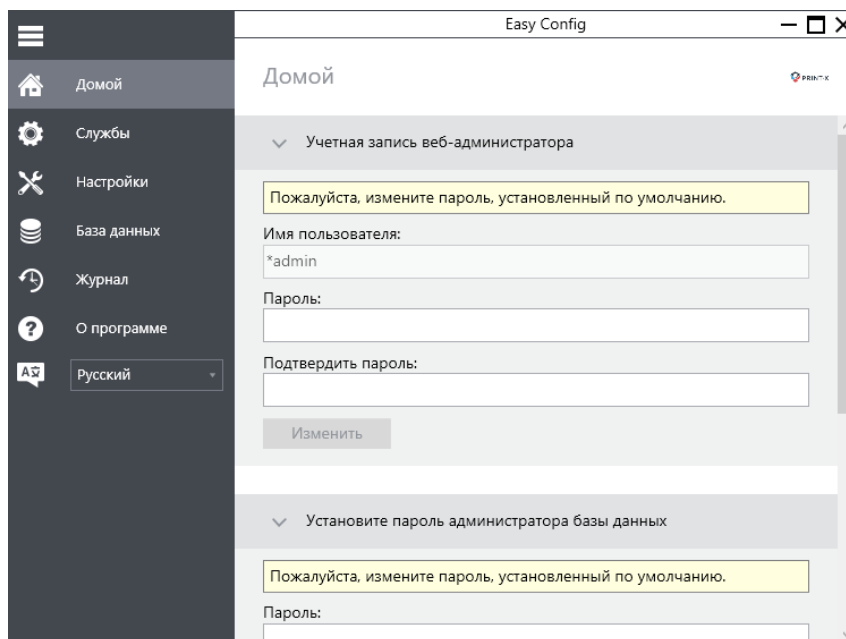 Easy Config
Домой
Службы
Настройки
База данных
Журнал
О программе
Русский
Домой
PRINT-X
Учетная запись веб-администратора
Пожалуйста, измените пароль, установленный по умолчанию.
Имя пользователя:
*admin
Пароль:
Подтвердить пароль:
Изменить
Установите пароль администратора базы данных
Пожалуйста, измените пароль, установленный по умолчанию.
Пароль: